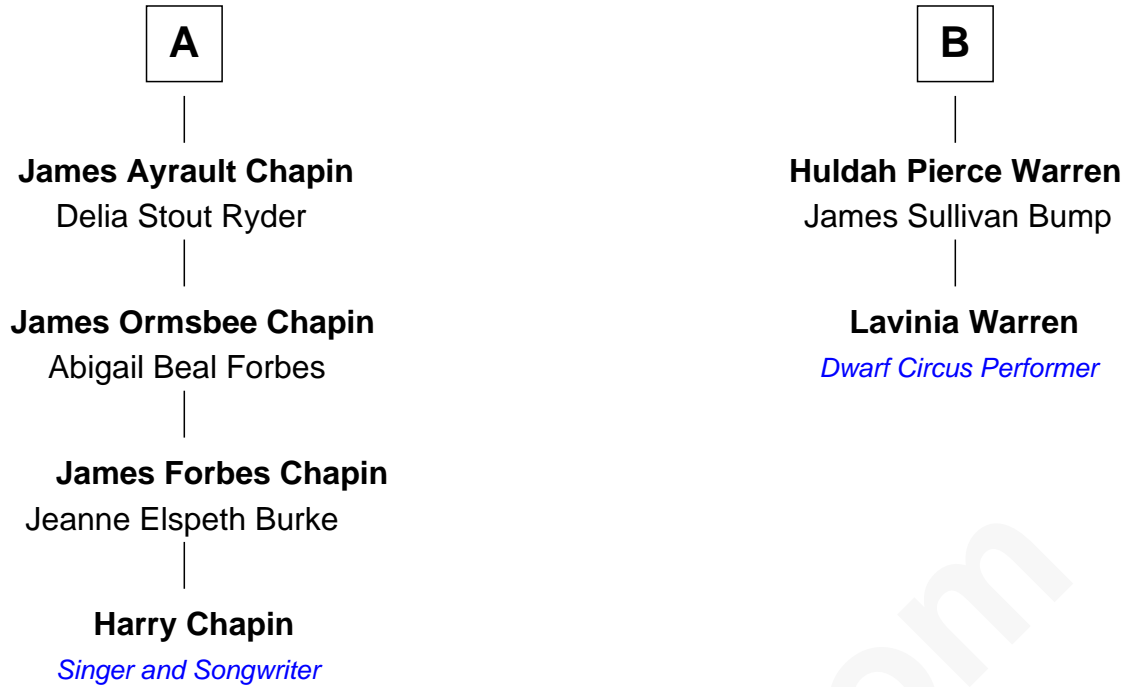 A
James Ayrault Chapin
Delia Stout Ryder
James Ormsbee Chapin
Abigail Beal Forbes
James Forbes Chapin
Jeanne Elspeth Burke
Harry Chapin
Singer and Songwriter
B
Huldah Pierce Warren
James Sullivan Bump
Lavinia Warren
Dwarf Circus Performer
om